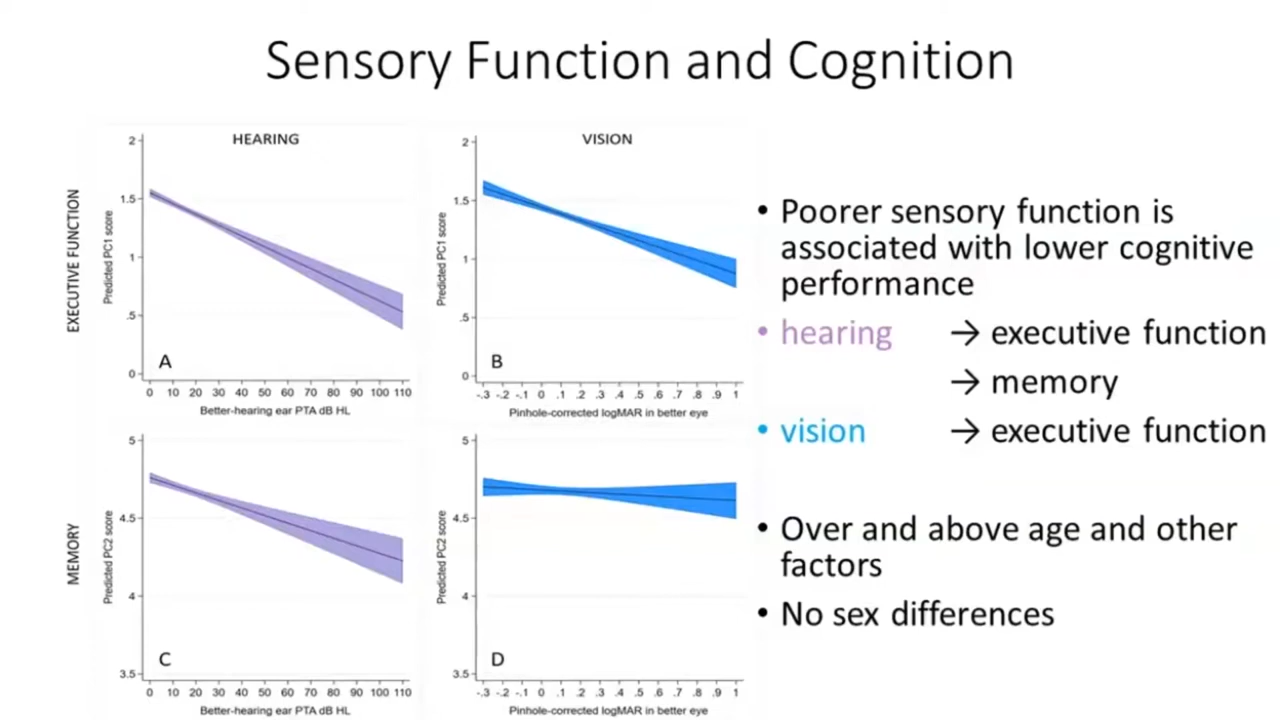 Sensory Function and Cognition
HEARING
VISION
EXECUTIVE FUNCTION
Predicted PC1 score
2
1.5
1
.5
0
A
0 10 20 30 40 50 60 70 80 90 100 110
Better-hearing ear PTA dB HL
Predicted PC1 score
2
1.5
1
.5
0
B
-.3 -.2 -.1 0 .1 .2 .3 .4 .5 .6 .7 .8 .9 1
Pinhole-corrected logMAR in better eye
MEMORY
Predicted PC2 score
5
4.5
4
3.5
C
0 10 20 30 40 50 60 70 80 90 100 110
Better-hearing ear PTA dB HL
Predicted PC2 score
5
4.5
4
3.5
D
-.3 -.2 -.1 0 .1 .2 .3 .4 .5 .6 .7 .8 .9 1
Pinhole-corrected logMAR in better eye
• Poorer sensory function is
associated with lower cognitive
performance
• hearing → executive function
→ memory
• vision → executive function
• Over and above age and other
factors
• No sex differences